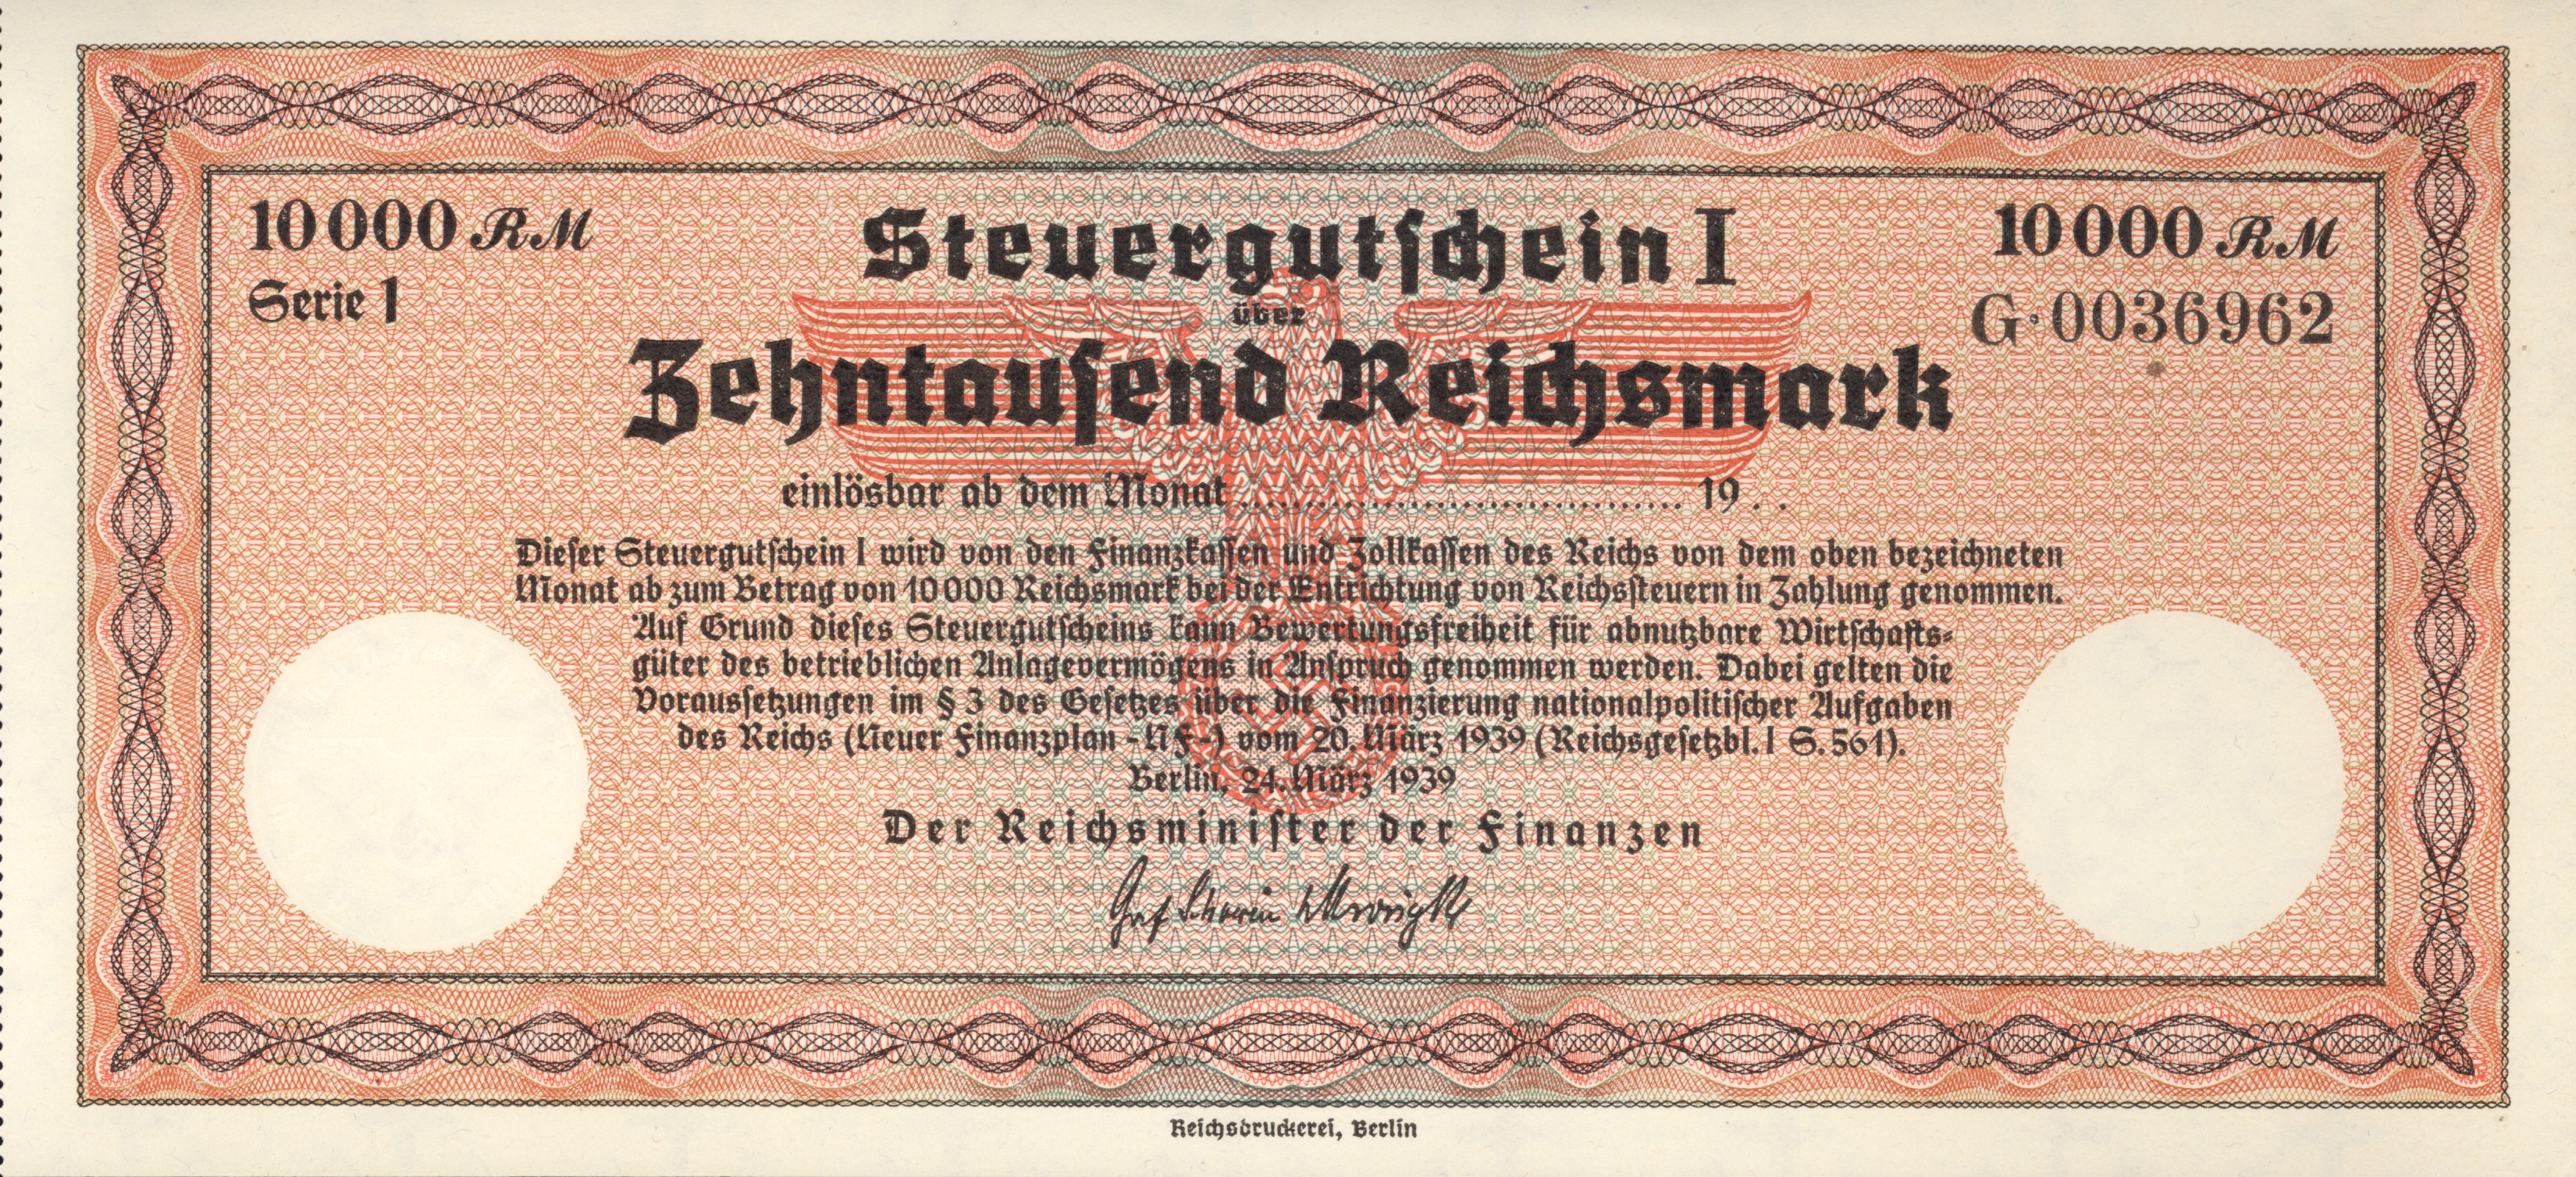 10000 RM
Steuergutschein I
10000 RM
Serie I
über
G·0036962
Zehntausend Reichsmark
einlösbar ab dem Monat .................................. 19 . .
Dieser Steuergutschein I wird von den Finanzkassen und Zollkassen des Reichs von dem oben bezeichneten
Monat ab zum Betrag von 10000 Reichsmark bei der Entrichtung von Reichssteuern in Zahlung genommen.
Auf Grund dieses Steuergutscheins kann Bewertungsfreiheit für abnutzbare Wirtschafts-
güter des betrieblichen Anlagevermögens in Anspruch genommen werden. Dabei gelten die
Voraussetzungen im § 3 des Gesetzes über die Finanzierung nationalpolitischer Aufgaben
des Reichs (Neuer Finanzplan - NF -) vom 20. März 1939 (Reichsgesetzbl. I S. 561).
Berlin, 24. März 1939
Der Reichsminister der Finanzen
Graf Schwerin Krosigk
Reichsdruckerei, Berlin